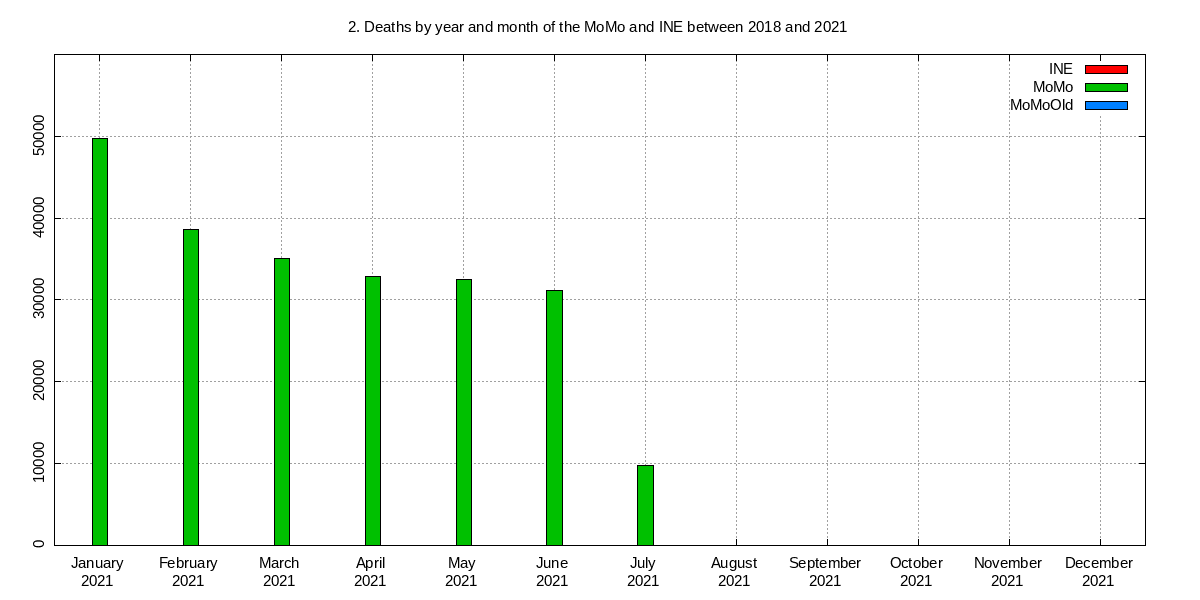 2. Deaths by year and month of the MoMo and INE between 2018 and 2021
INE
MoMo
MoMoOld
50000
40000
30000
20000
10000
0
January February March April May June July August September October November December
2021 2021 2021 2021 2021 2021 2021 2021 2021 2021 2021 2021